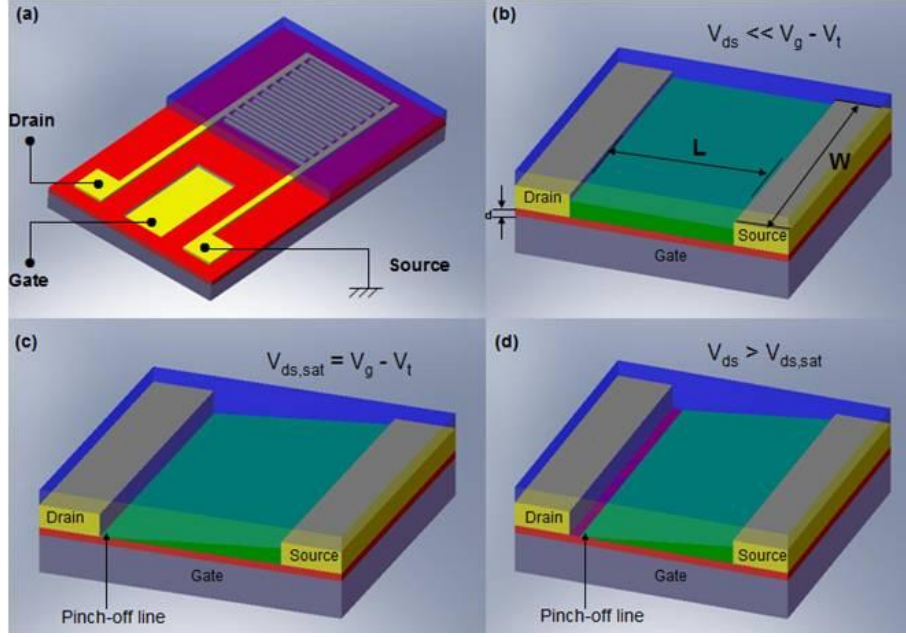 (a)
Drain
Gate
Source
(b)
V_ds << V_g - V_t
L
W
Drain
d
Source
Gate
(c)
V_ds,sat = V_g - V_t
Drain
Source
Gate
Pinch-off line
(d)
V_ds > V_ds,sat
Drain
Source
Gate
Pinch-off line